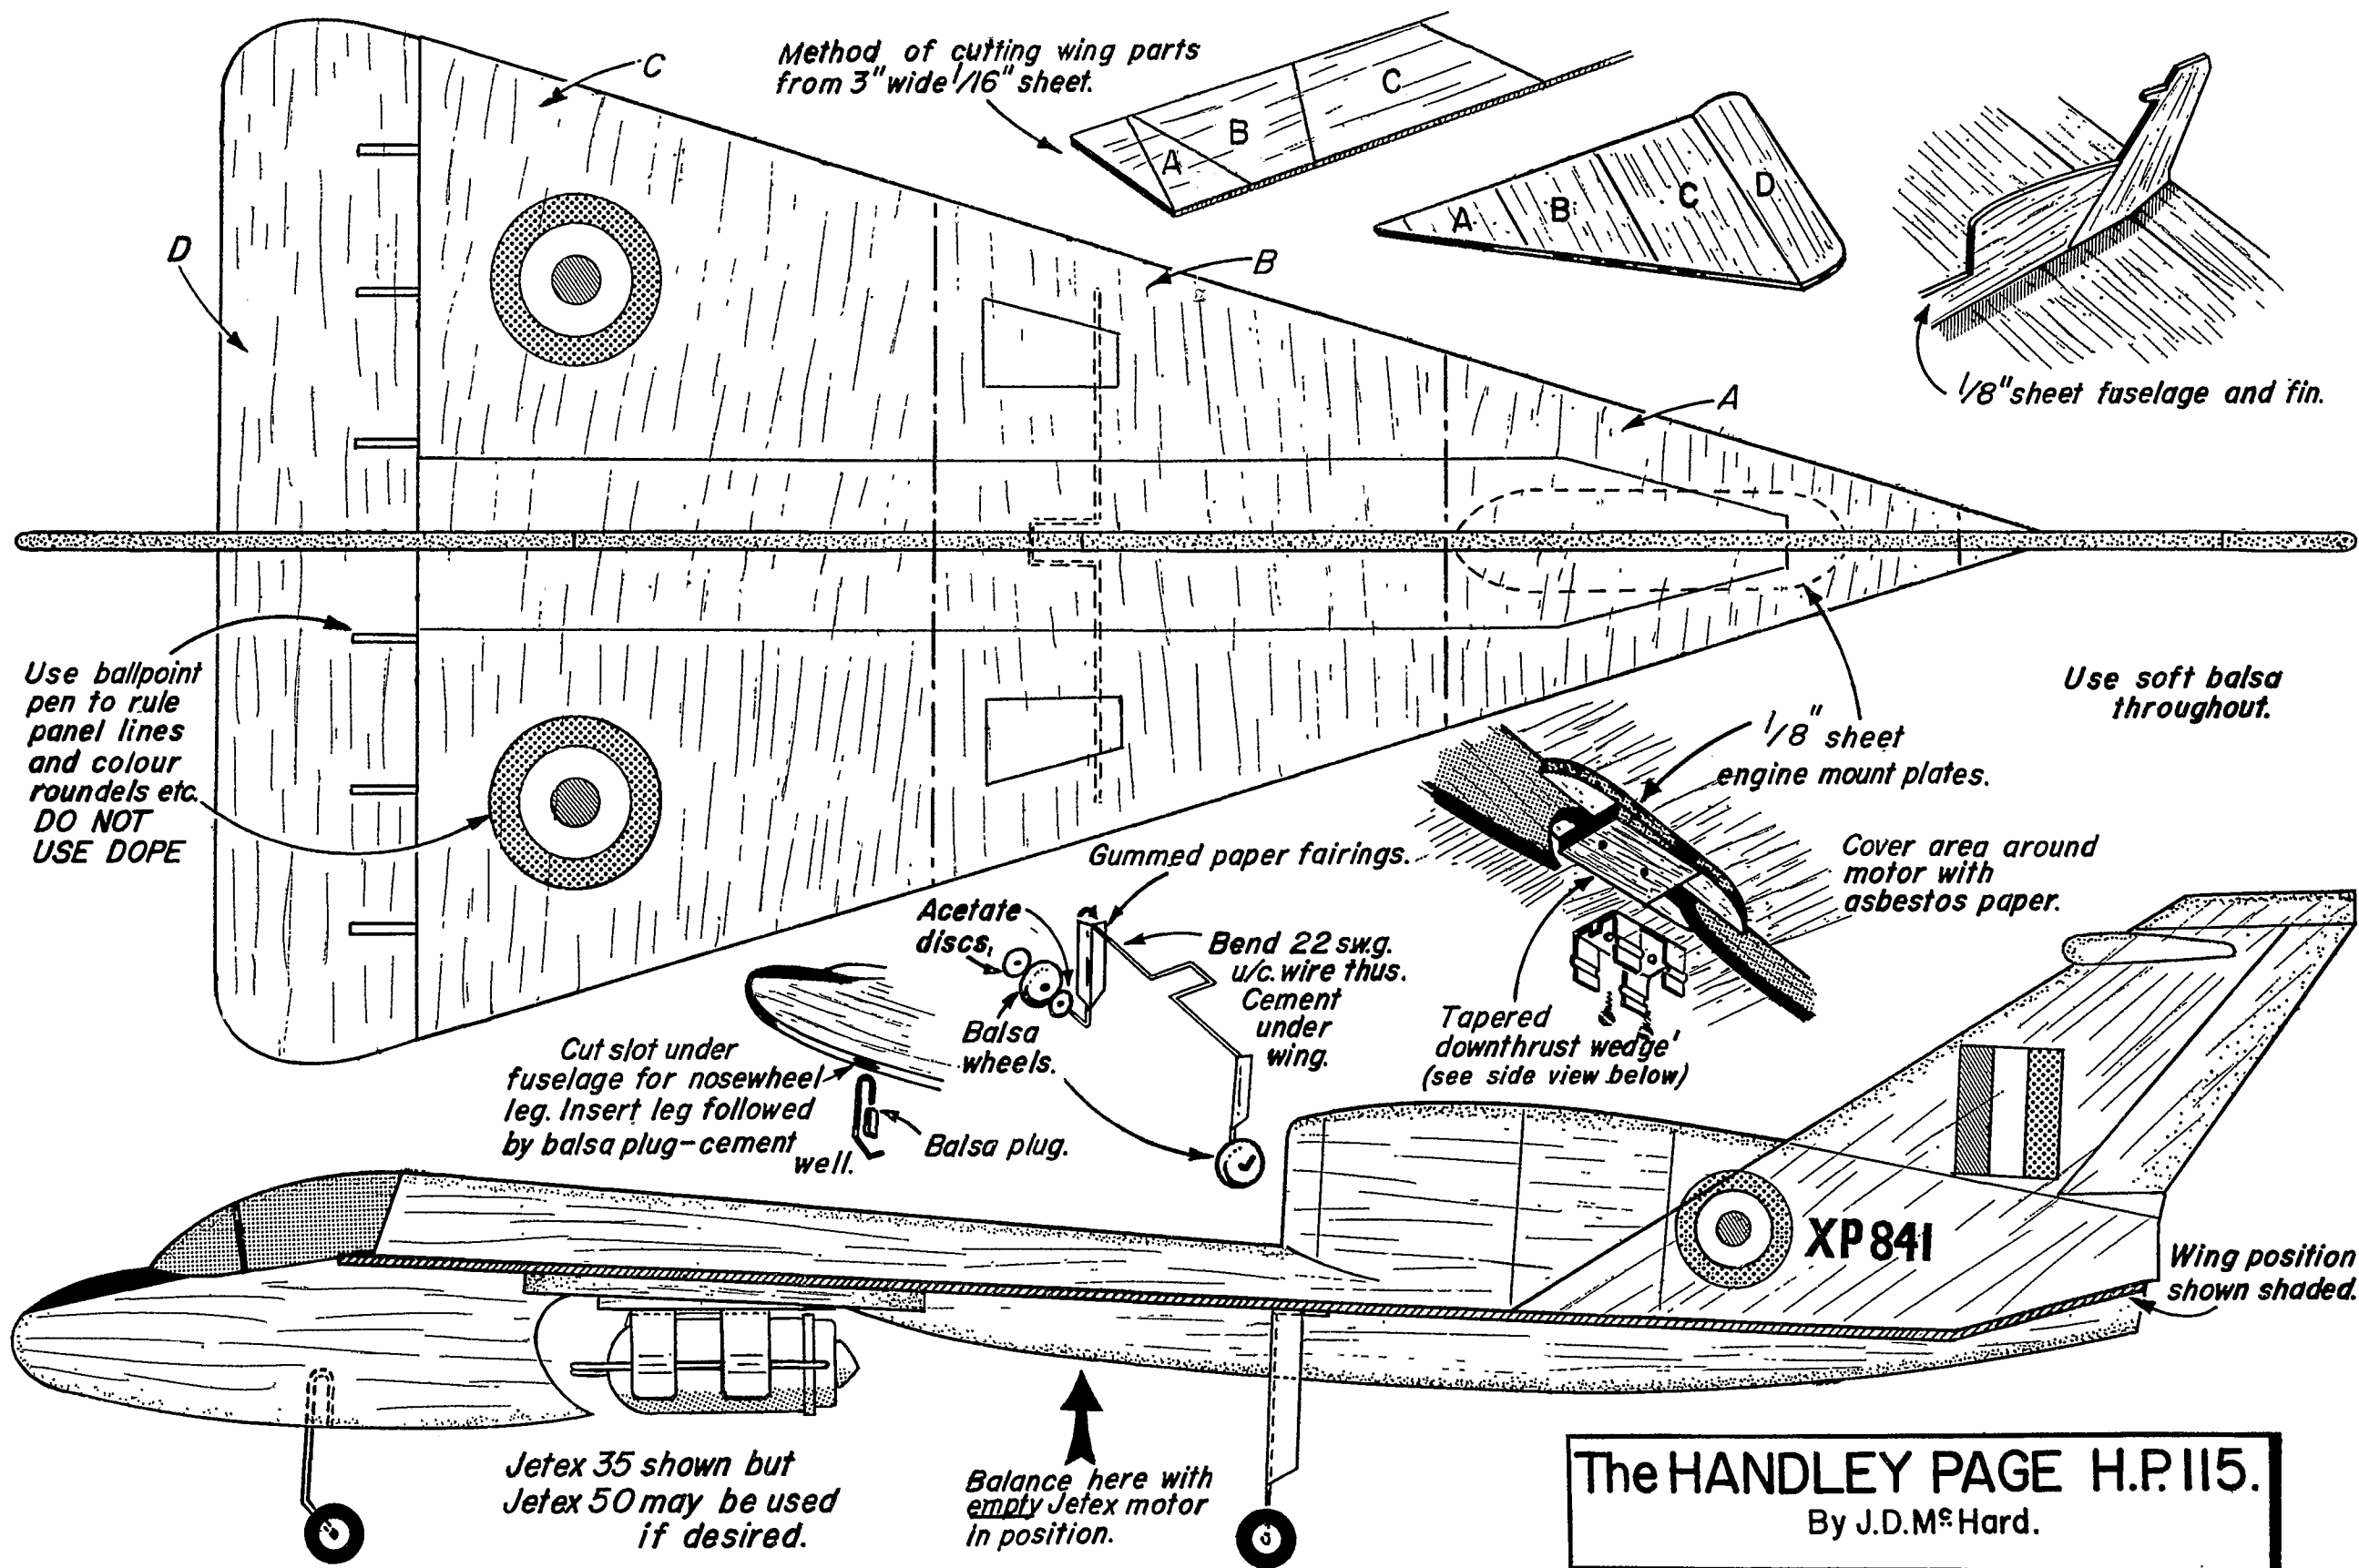 C
Method of cutting wing parts
from 3" wide 1/16" sheet.
A
B
C
A
B
C
D
1/8" sheet fuselage and fin.
D
B
A
Use ballpoint
pen to rule
panel lines
and colour
roundels etc.
DO NOT
USE DOPE
Use soft balsa
throughout.
1/8" sheet
engine mount plates.
Cover area around
motor with
asbestos paper.
Gummed paper fairings.
Acetate
discs,
Bend 22 swg.
u/c. wire thus.
Cement
under
wing.
Balsa
wheels.
Tapered
downthrust wedge'
(see side view below)
Cut slot under
fuselage for nosewheel
leg. Insert leg followed
by balsa plug-cement
well.
Balsa plug.
XP841
Wing position
shown shaded.
Jetex 35 shown but
Jetex 50 may be used
if desired.
Balance here with
empty Jetex motor
in position.
The HANDLEY PAGE H.P.115.
By J.D.Mc Hard.